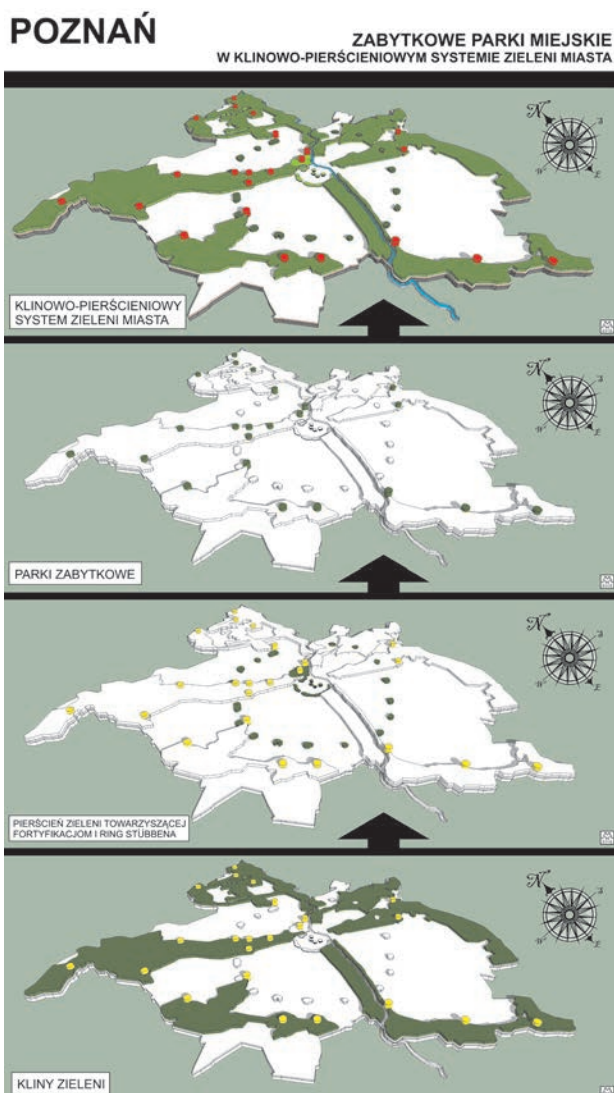 POZNAŃ
ZABYTKOWE PARKI MIEJSKIE
W KLINOWO-PIERŚCIENIOWYM SYSTEMIE ZIELENI MIASTA
N
S
W
E
KLINOWO-PIERŚCIENIOWY
SYSTEM ZIELENI MIASTA
N
S
W
E
PARKI ZABYTKOWE
N
S
W
E
PIERŚCIEŃ ZIELENI TOWARZYSZĄCEJ
FORTYFIKACJOM I RING STÜBBENA
N
S
W
E
KLINY ZIELENI